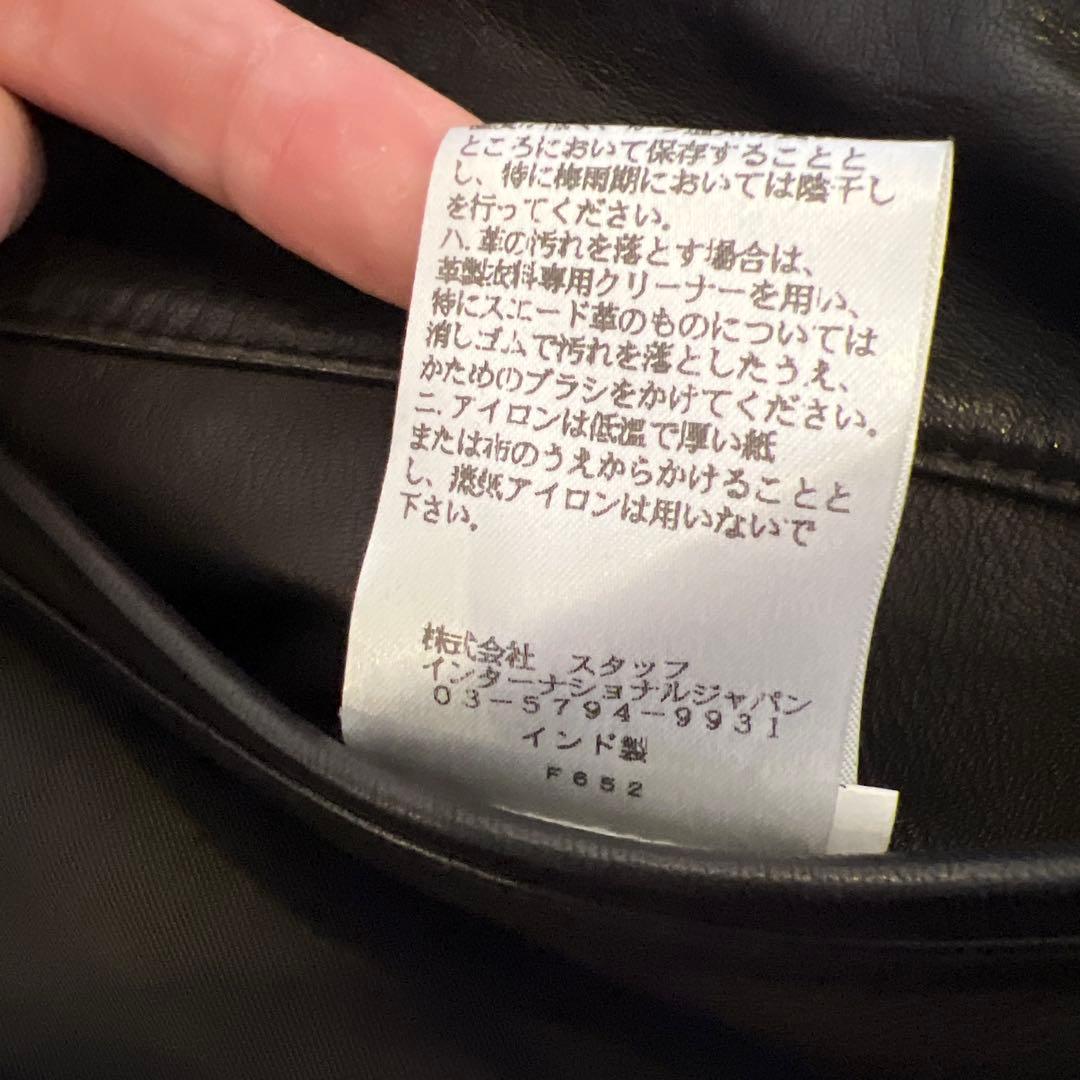 ところにおいて保存することと
し、特に梅雨期においては陰干し
を行ってください。
ハ.革の汚れを落とす場合は、
革製衣料専用クリーナーを用い、
特にスエード革のものについては
消しゴムで汚れを落としたうえ、
かためのブラシをかけてください。
ニ.アイロンは低温で厚い紙
または布のうえからかけることと
し、蒸気アイロンは用いないで
下さい。
株式会社 スタッフ
インターナショナルジャパン
03-5794-9931
インド製
F652